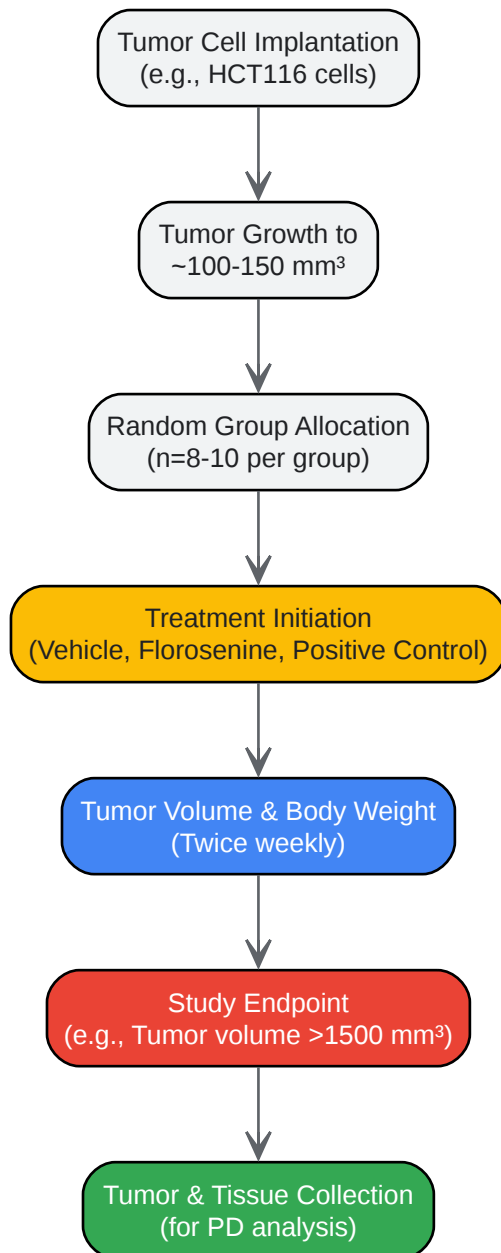 Tumor Cell Implantation
(e.g., HCT116 cells)
Tumor Growth to
~100-150 mm³
Random Group Allocation
(n=8-10 per group)
Treatment Initiation
(Vehicle, Florosenine, Positive Control)
Tumor Volume & Body Weight
(Twice weekly)
Study Endpoint
(e.g., Tumor volume >1500 mm³)
Tumor & Tissue Collection
(for PD analysis)